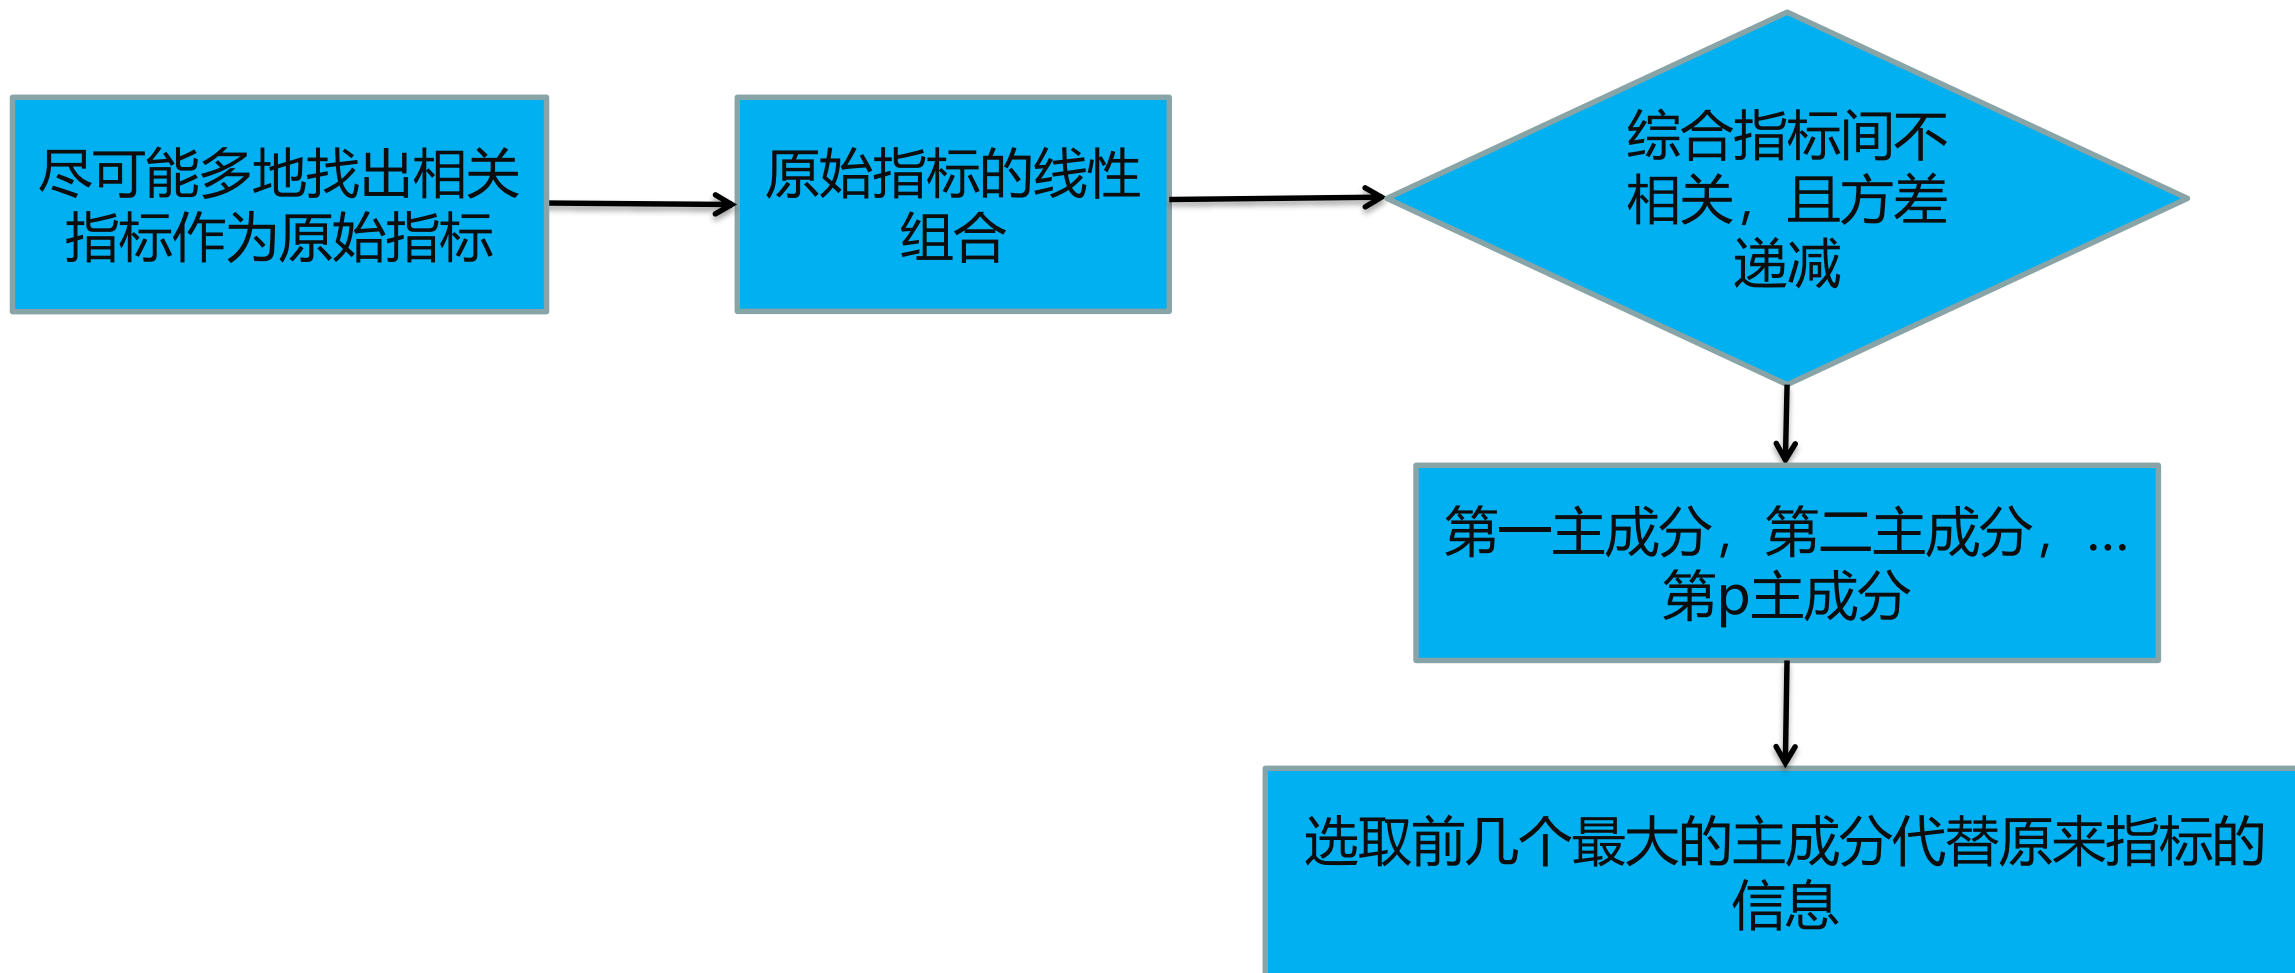 尽可能多地找出相关
指标作为原始指标
原始指标的线性
组合
综合指标间不
相关，且方差
递减
第一主成分，第二主成分，…
第p主成分
选取前几个最大的主成分代替原来指标的
信息